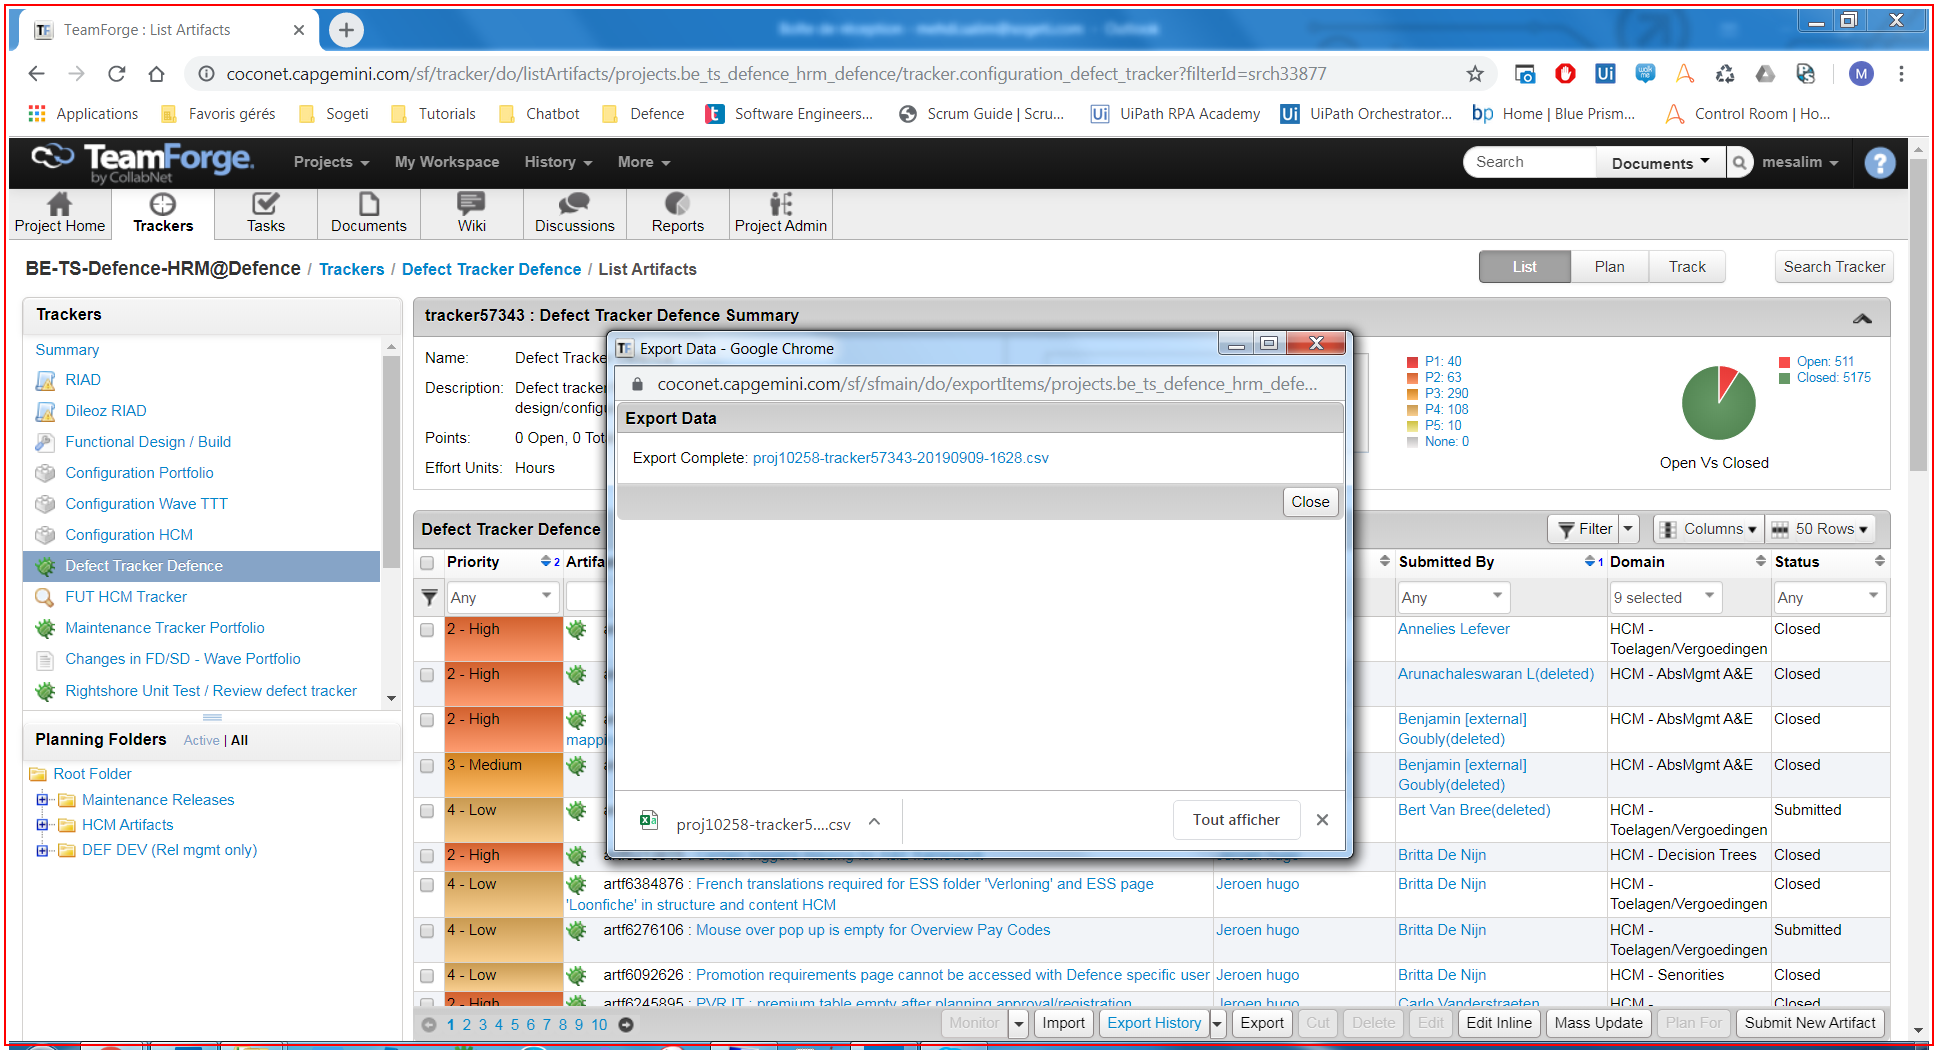 TeamForge : List Artifacts
coconet.capgemini.com/sf/tracker/do/listArtifacts/projects.be_ts_defence_hrm_defence/tracker.configuration_defect_tracker?filterId=srch33877
M
Applications Favoris gérés Sogeti Tutorials Chatbot Defence Software Engineers... Scrum Guide | Scru... UiPath RPA Academy UiPath Orchestrator... Home | Blue Prism... Control Room | Ho...
TeamForge.
by CollabNet
Projects My Workspace History More Search Documents mesalim ?
Project Home Trackers Tasks Documents Wiki Discussions Reports Project Admin
BE-TS-Defence-HRM@Defence / Trackers / Defect Tracker Defence / List Artifacts
List Plan Track Search Tracker
Trackers
Summary
RIAD
Dileoz RIAD
Functional Design / Build
Configuration Portfolio
Configuration Wave TTT
Configuration HCM
Defect Tracker Defence
FUT HCM Tracker
Maintenance Tracker Portfolio
Changes in FD/SD - Wave Portfolio
Rightshore Unit Test / Review defect tracker
Planning Folders Active | All
Root Folder
Maintenance Releases
HCM Artifacts
DEF DEV (Rel mgmt only)
tracker57343 : Defect Tracker Defence Summary
Name: Defect Tracke
Description: Defect tracker
design/configu
Points: 0 Open, 0 Tot
Effort Units: Hours
P1: 40
P2: 63
P3: 290
P4: 108
P5: 10
None: 0
Open: 511
Closed: 5175
Open Vs Closed
Export Data - Google Chrome
coconet.capgemini.com/sf/sfmain/do/exportItems/projects.be_ts_defence_hrm_defe...
Export Data
Export Complete: proj10258-tracker57343-20190909-1628.csv
Close
proj10258-tracker5....csv
Tout afficher
Defect Tracker Defence
Filter Columns 50 Rows
Priority 2 Artifa Submitted By 1 Domain Status
Any Any 9 selected Any
2 - High Annelies Lefever HCM - Toelagen/Vergoedingen Closed
2 - High Arunachaleswaran L(deleted) HCM - AbsMgmt A&E Closed
2 - High mappi Benjamin [external] Goubly(deleted) HCM - AbsMgmt A&E Closed
3 - Medium Benjamin [external] Goubly(deleted) HCM - AbsMgmt A&E Closed
4 - Low Bert Van Bree(deleted) HCM - Toelagen/Vergoedingen Submitted
2 - High Britta De Nijn HCM - Decision Trees Closed
4 - Low artf6384876 : French translations required for ESS folder 'Verloning' and ESS page 'Loonfiche' in structure and content HCM Jeroen hugo Britta De Nijn HCM - Toelagen/Vergoedingen Closed
4 - Low artf6276106 : Mouse over pop up is empty for Overview Pay Codes Jeroen hugo Britta De Nijn HCM - Toelagen/Vergoedingen Submitted
4 - Low artf6092626 : Promotion requirements page cannot be accessed with Defence specific user Jeroen hugo Britta De Nijn HCM - Senorities Closed
2 - High artf6245895 : PVR IT : premium table empty after planning approval/registration Jeroen hugo Carlo Vanderstraeten HCM - Closed
1 2 3 4 5 6 7 8 9 10
Monitor Import Export History Export Cut Delete Edit Edit Inline Mass Update Plan For Submit New Artifact